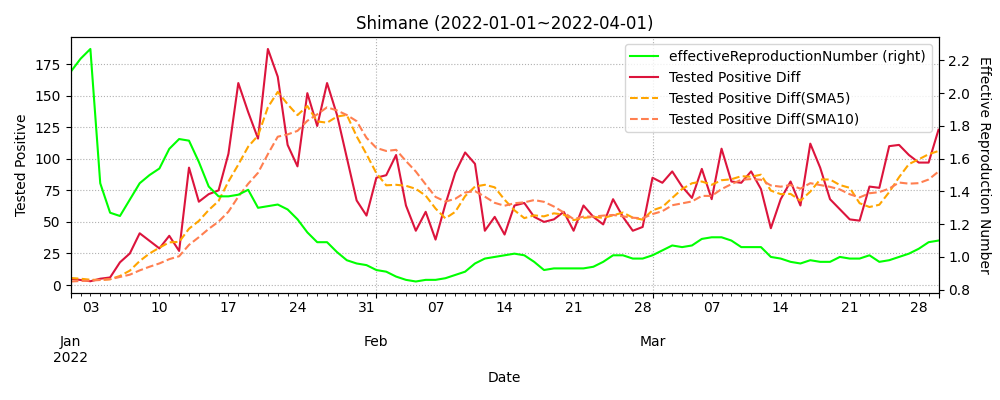 Shimane (2022-01-01~2022-04-01)
effectiveReproductionNumber (right)
Tested Positive Diff
Tested Positive Diff(SMA5)
Tested Positive Diff(SMA10)
Tested Positive
175
150
125
100
75
50
25
0
2.2
2.0
1.8
1.6
1.4
1.2
1.0
0.8
Effective Reproduction Number
03 10 17 24 31 07 14 21 28 07 14 21 28
Jan Feb Mar
2022
Date